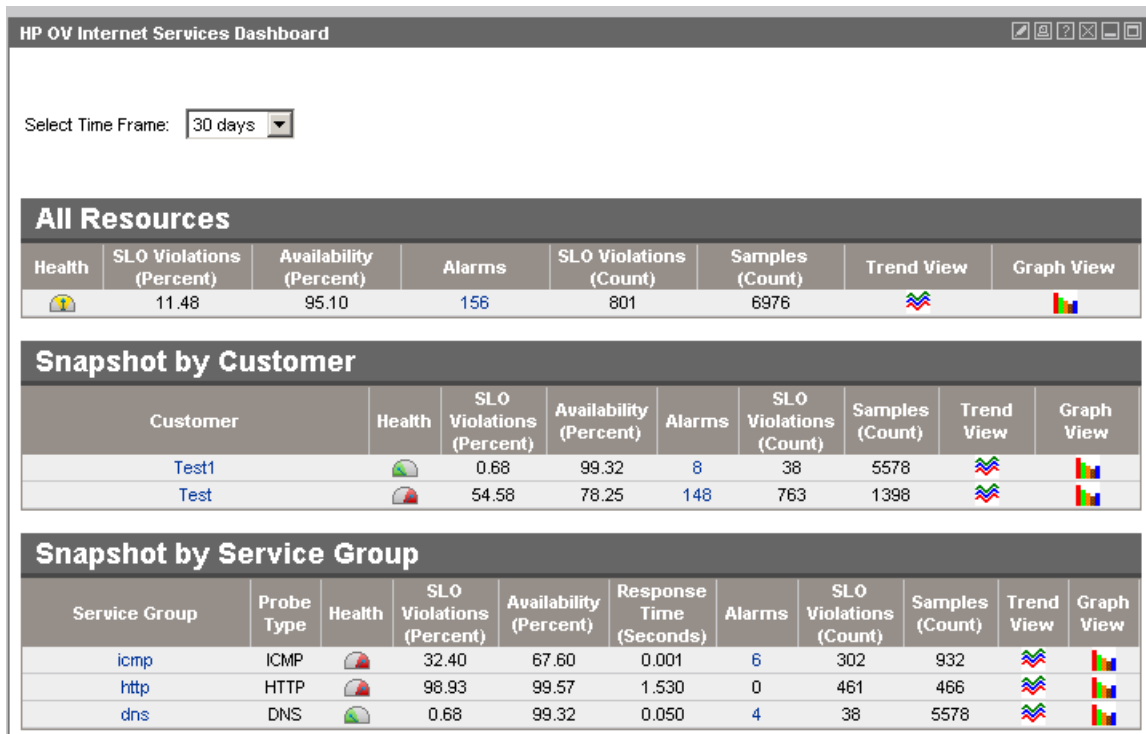 HP OV Internet Services Dashboard
Select Time Frame: 30 days
All Resources
Health SLO Violations (Percent) Availability (Percent) Alarms SLO Violations (Count) Samples (Count) Trend View Graph View
11.48 95.10 156 801 6976
Snapshot by Customer
Customer Health SLO Violations (Percent) Availability (Percent) Alarms SLO Violations (Count) Samples (Count) Trend View Graph View
Test1 0.68 99.32 8 38 5578
Test 54.58 78.25 148 763 1398
Snapshot by Service Group
Service Group Probe Type Health SLO Violations (Percent) Availability (Percent) Response Time (Seconds) Alarms SLO Violations (Count) Samples (Count) Trend View Graph View
icmp ICMP 32.40 67.60 0.001 6 302 932
http HTTP 98.93 99.57 1.530 0 461 466
dns DNS 0.68 99.32 0.050 4 38 5578